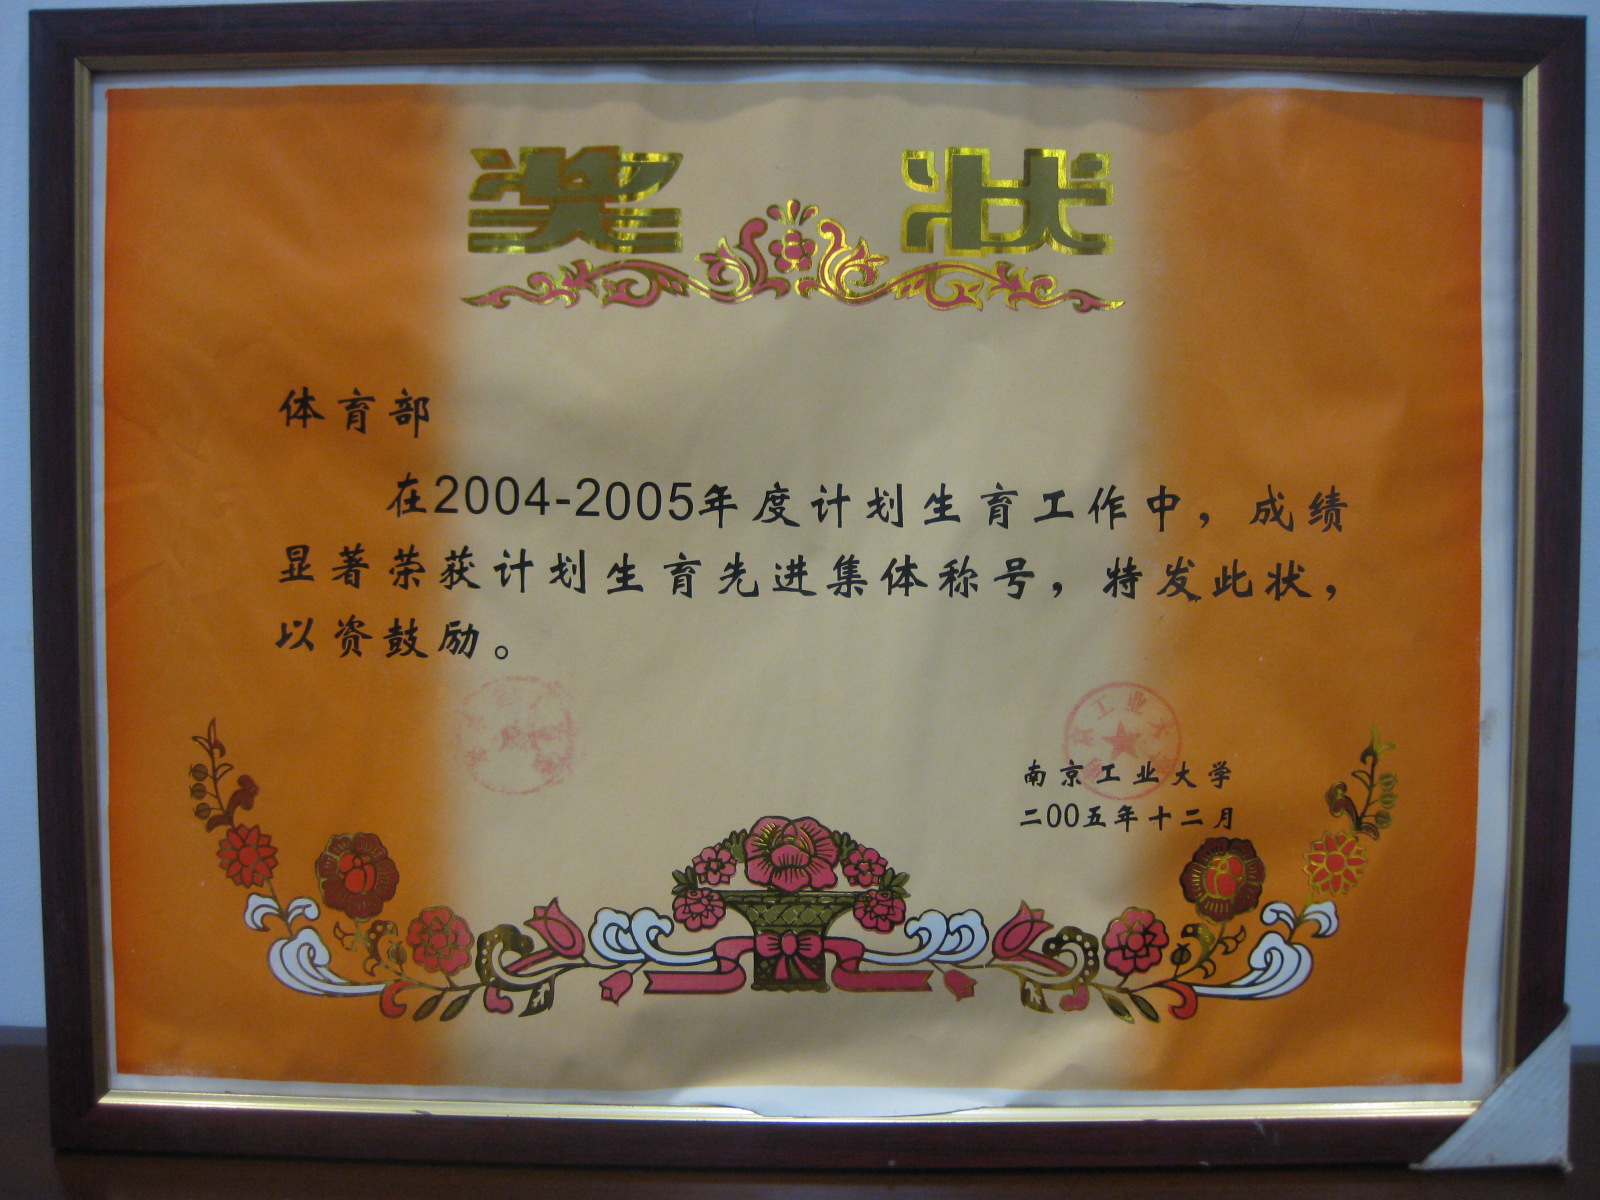 奖状
体育部
在2004-2005年度计划生育工作中，成绩
显著荣获计划生育先进集体称号，特发此状，
以资鼓励。
南京工业大学
二00五年十二月